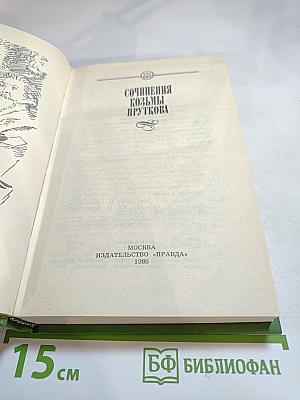 СОЧИНЕНИЯ
КОЗЬМЫ
ПРУТКОВА
МОСКВА
ИЗДАТЕЛЬСТВО «ПРАВДА»
1986
15 см
БФ БИБЛИОФАН